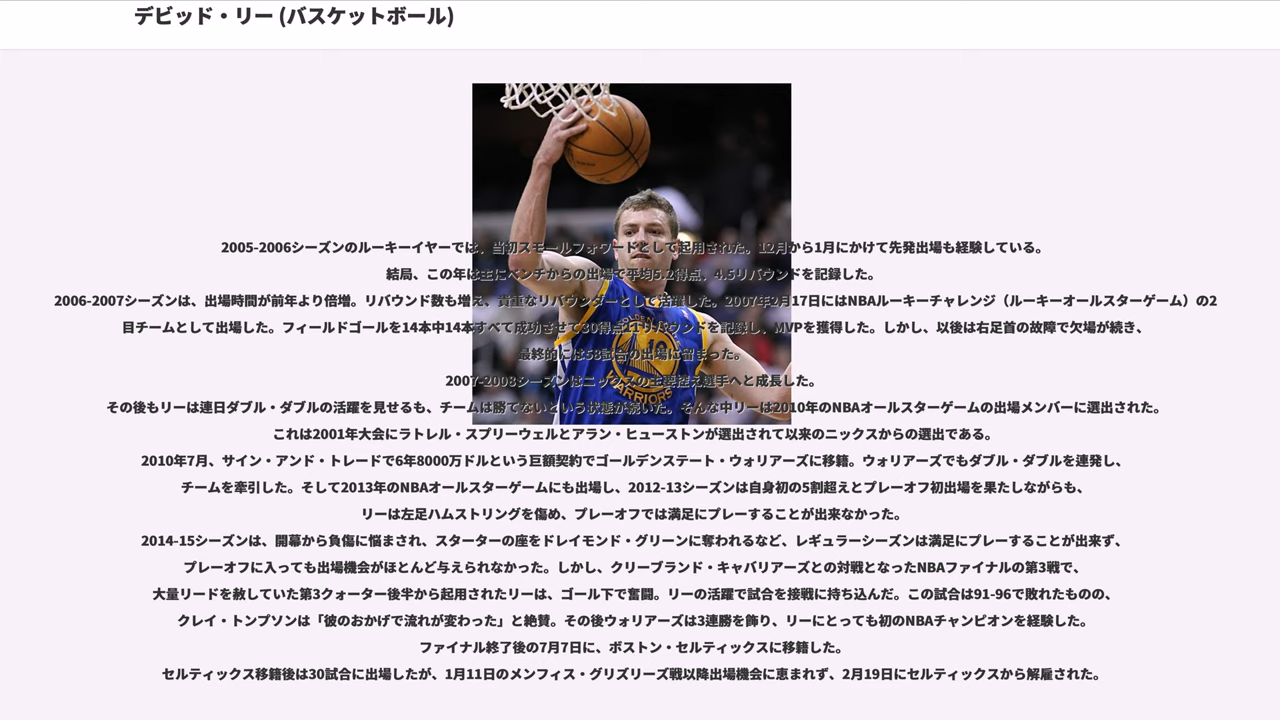 デビッド・リー (バスケットボール)
2005-2006シーズンのルーキーイヤーでは、当初スモールフォワードとして起用された。12月から1月にかけて先発出場も経験している。
結局、この年は主にベンチからの出場で平均5.2得点、4.5リバウンドを記録した。
2006-2007シーズンは、出場時間が前年より倍増。リバウンド数も増え、貴重なリバウンダーとして活躍した。2007年2月17日にはNBAルーキーチャレンジ（ルーキーオールスターゲーム）の2
目チームとして出場した。フィールドゴールを14本中14本すべて成功させて30得点11リバウンドを記録し、MVPを獲得した。しかし、以後は右足首の故障で欠場が続き、
最終的には58試合の出場に留まった。
2007-2008シーズンはニックスの主要控え選手へと成長した。
その後もリーは連日ダブル・ダブルの活躍を見せるも、チームは勝てないという状態が続いた。そんな中リーは2010年のNBAオールスターゲームの出場メンバーに選出された。
これは2001年大会にラトレル・スプリーウェルとアラン・ヒューストンが選出されて以来のニックスからの選出である。
2010年7月、サイン・アンド・トレードで6年8000万ドルという巨額契約でゴールデンステート・ウォリアーズに移籍。ウォリアーズでもダブル・ダブルを連発し、
チームを牽引した。そして2013年のNBAオールスターゲームにも出場し、2012-13シーズンは自身初の5割超えとプレーオフ初出場を果たしながらも、
リーは左足ハムストリングを傷め、プレーオフでは満足にプレーすることが出来なかった。
2014-15シーズンは、開幕から負傷に悩まされ、スターターの座をドレイモンド・グリーンに奪われるなど、レギュラーシーズンは満足にプレーすることが出来ず、
プレーオフに入っても出場機会がほとんど与えられなかった。しかし、クリーブランド・キャバリアーズとの対戦となったNBAファイナルの第3戦で、
大量リードを赦していた第3クォーター後半から起用されたリーは、ゴール下で奮闘。リーの活躍で試合を接戦に持ち込んだ。この試合は91-96で敗れたものの、
クレイ・トンプソンは「彼のおかげで流れが変わった」と絶賛。その後ウォリアーズは3連勝を飾り、リーにとっても初のNBAチャンピオンを経験した。
ファイナル終了後の7月7日に、ボストン・セルティックスに移籍した。
セルティックス移籍後は30試合に出場したが、1月11日のメンフィス・グリズリーズ戦以降出場機会に恵まれず、2月19日にセルティックスから解雇された。
WARRIORS